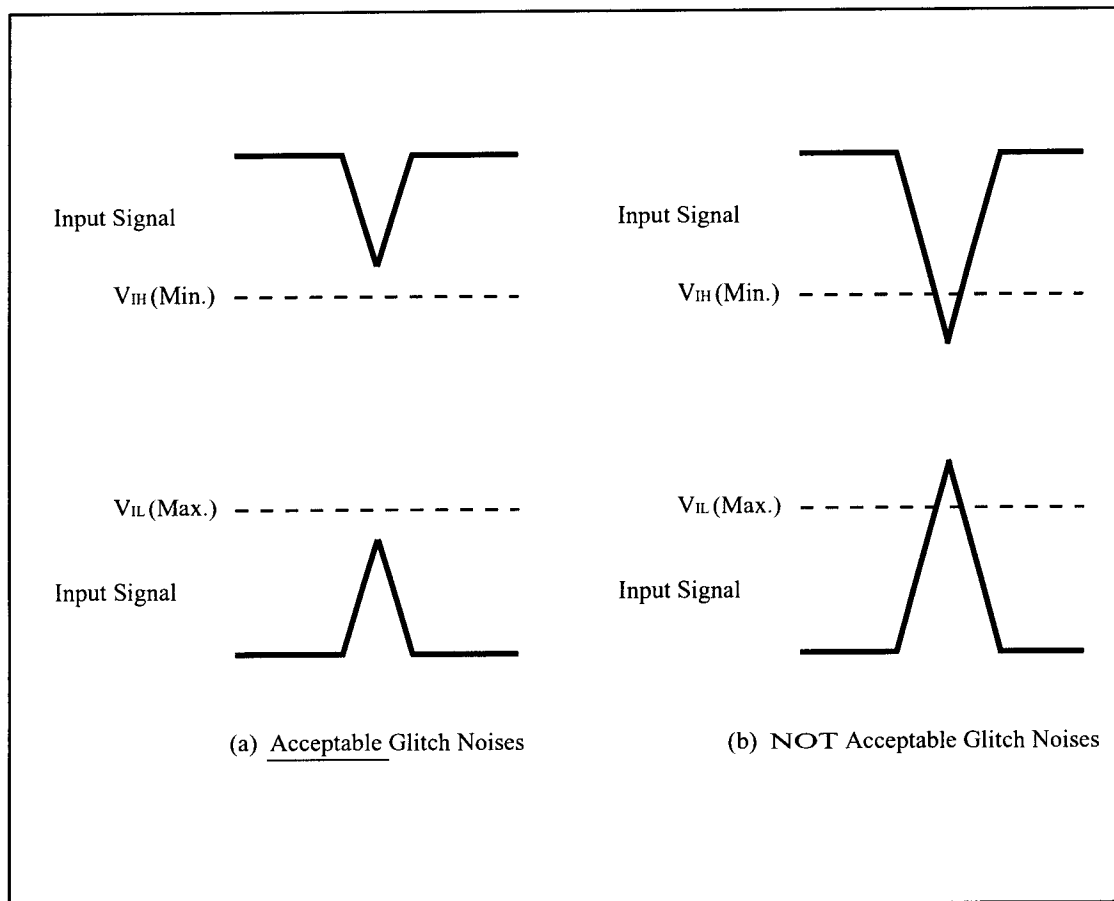 Input Signal
VIH (Min.)
VIL (Max.)
Input Signal
(a) Acceptable Glitch Noises
Input Signal
VIH (Min.)
VIL (Max.)
Input Signal
(b) NOT Acceptable Glitch Noises